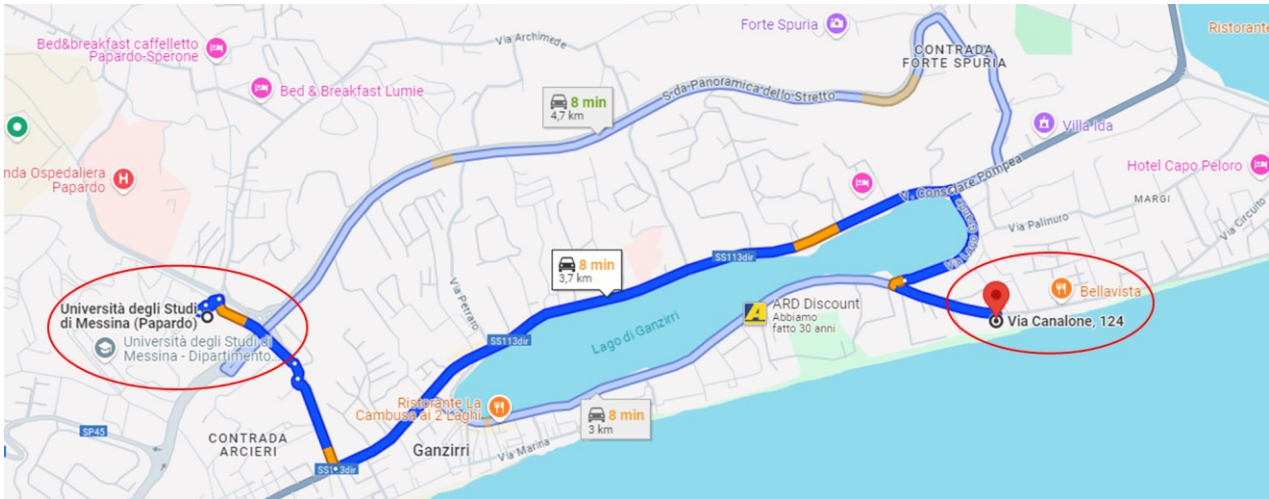 Forte Spuria
Ristorante
Bed&breakfast caffelletto
Papardo-Sperone
Via Archimede
CONTRADA
FORTE SPURIA
Bed & Breakfast Lumie
8 min
4,7 km
S.da Panoramica dello Stretto
Villa Ida
nda Ospedaliera
Papardo
H
Hotel Capo Peloro
V. Consolare Pompea
MARGI
Via Palinuro
Via Circuito
Via Lago Grande
SS113dir
8 min
3,7 km
Via Petraro
Università degli Studi
di Messina (Papardo)
Università degli Studi di
Messina - Dipartimento...
Bellavista
ARD Discount
Abbiamo
fatto 30 anni
Via Canalone, 124
SS113dir
Lago di Ganzirri
Ristorante La
Cambusa ai 2 Laghi
8 min
3 km
SP45
CONTRADA
ARCIERI
Ganzirri
Via Marina
SS113dir